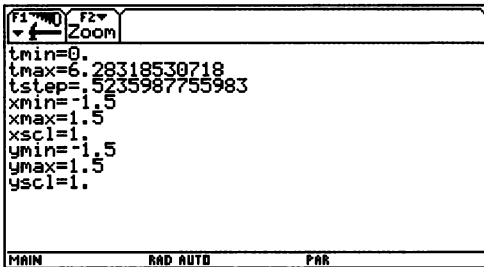 F1 F2
Zoom
tmin=0.
tmax=6.28318530718
tstep=.5235987755983
xmin=-1.5
xmax=1.5
xscl=1.
ymin=-1.5
ymax=1.5
yscl=1.
MAIN RAD AUTO PAR